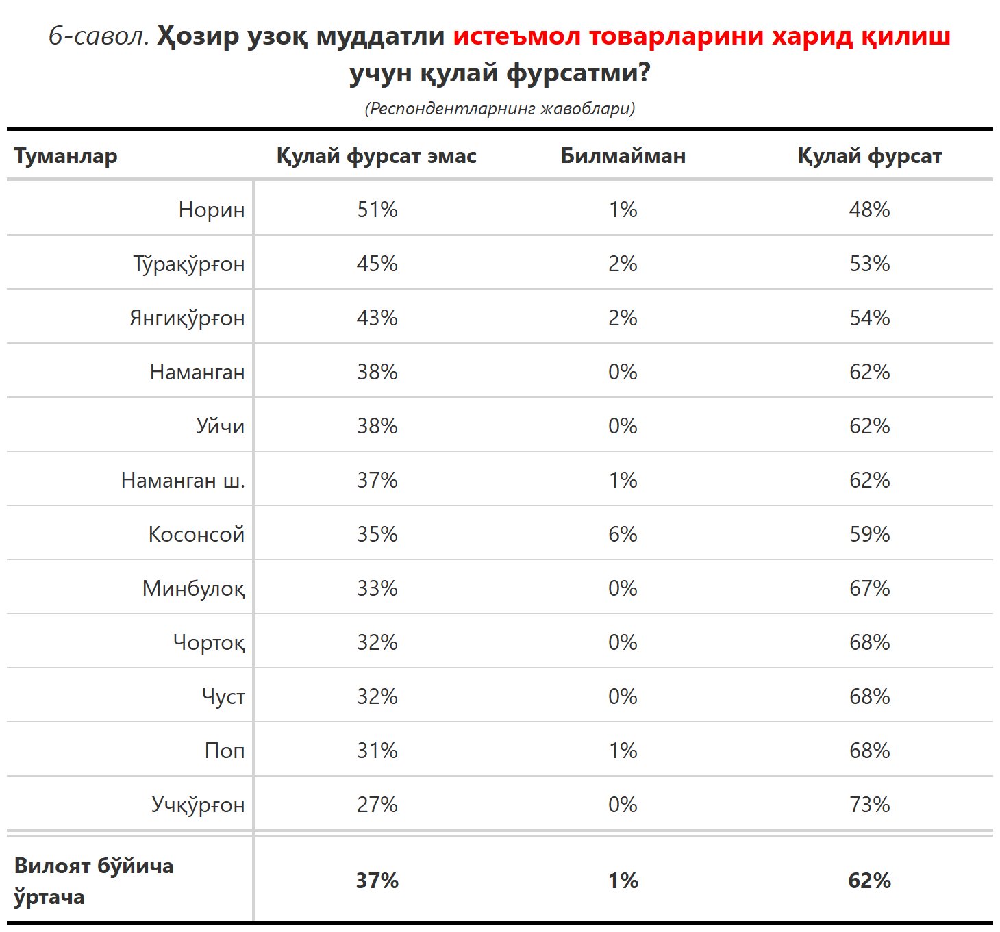 6-савол. Ҳозир узоқ муддатли истеъмол товарларини харид қилиш
учун қулай фурсатми?
(Респондентларнинг жавоблари)
Туманлар Қулай фурсат эмас Билмайман Қулай фурсат
Норин 51% 1% 48%
Тўрақўрғон 45% 2% 53%
Янгиқўрғон 43% 2% 54%
Наманган 38% 0% 62%
Уйчи 38% 0% 62%
Наманган ш. 37% 1% 62%
Косонсой 35% 6% 59%
Минбулоқ 33% 0% 67%
Чортоқ 32% 0% 68%
Чуст 32% 0% 68%
Поп 31% 1% 68%
Учқўрғон 27% 0% 73%
Вилоят бўйича
ўртача 37% 1% 62%